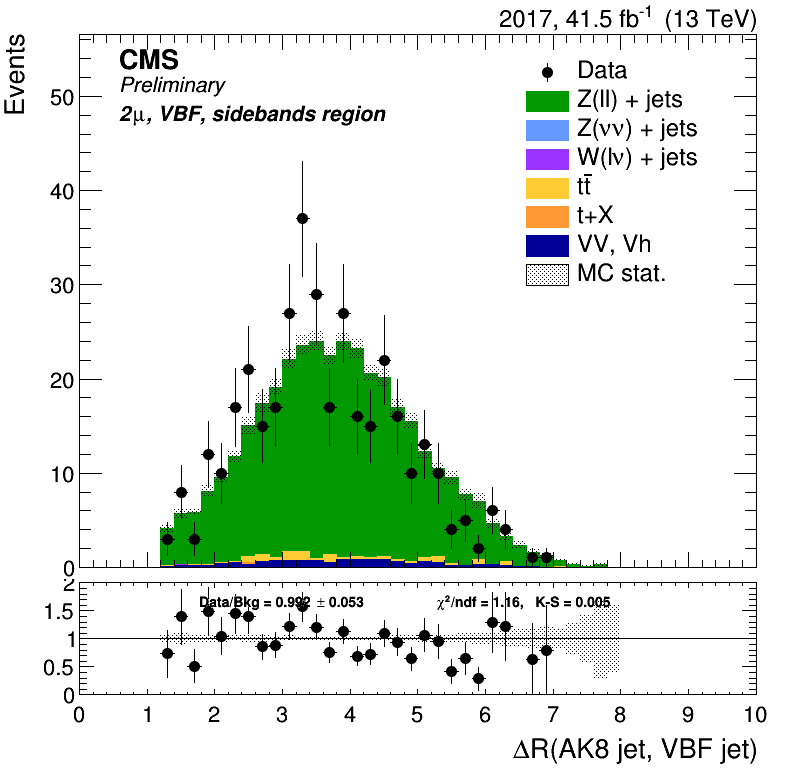 2017, 41.5 fb⁻¹ (13 TeV)
Events
CMS
Preliminary
2μ, VBF, sidebands region
Data
Z(ll) + jets
Z(νν) + jets
W(lν) + jets
tt̄
t+X
VV, Vh
MC stat.
50
40
30
20
10
0
Data/Bkg = 0.992 ± 0.053
χ²/ndf = 1.16, K-S = 0.005
2
1.5
1
0.5
0
0 1 2 3 4 5 6 7 8 9 10
ΔR(AK8 jet, VBF jet)